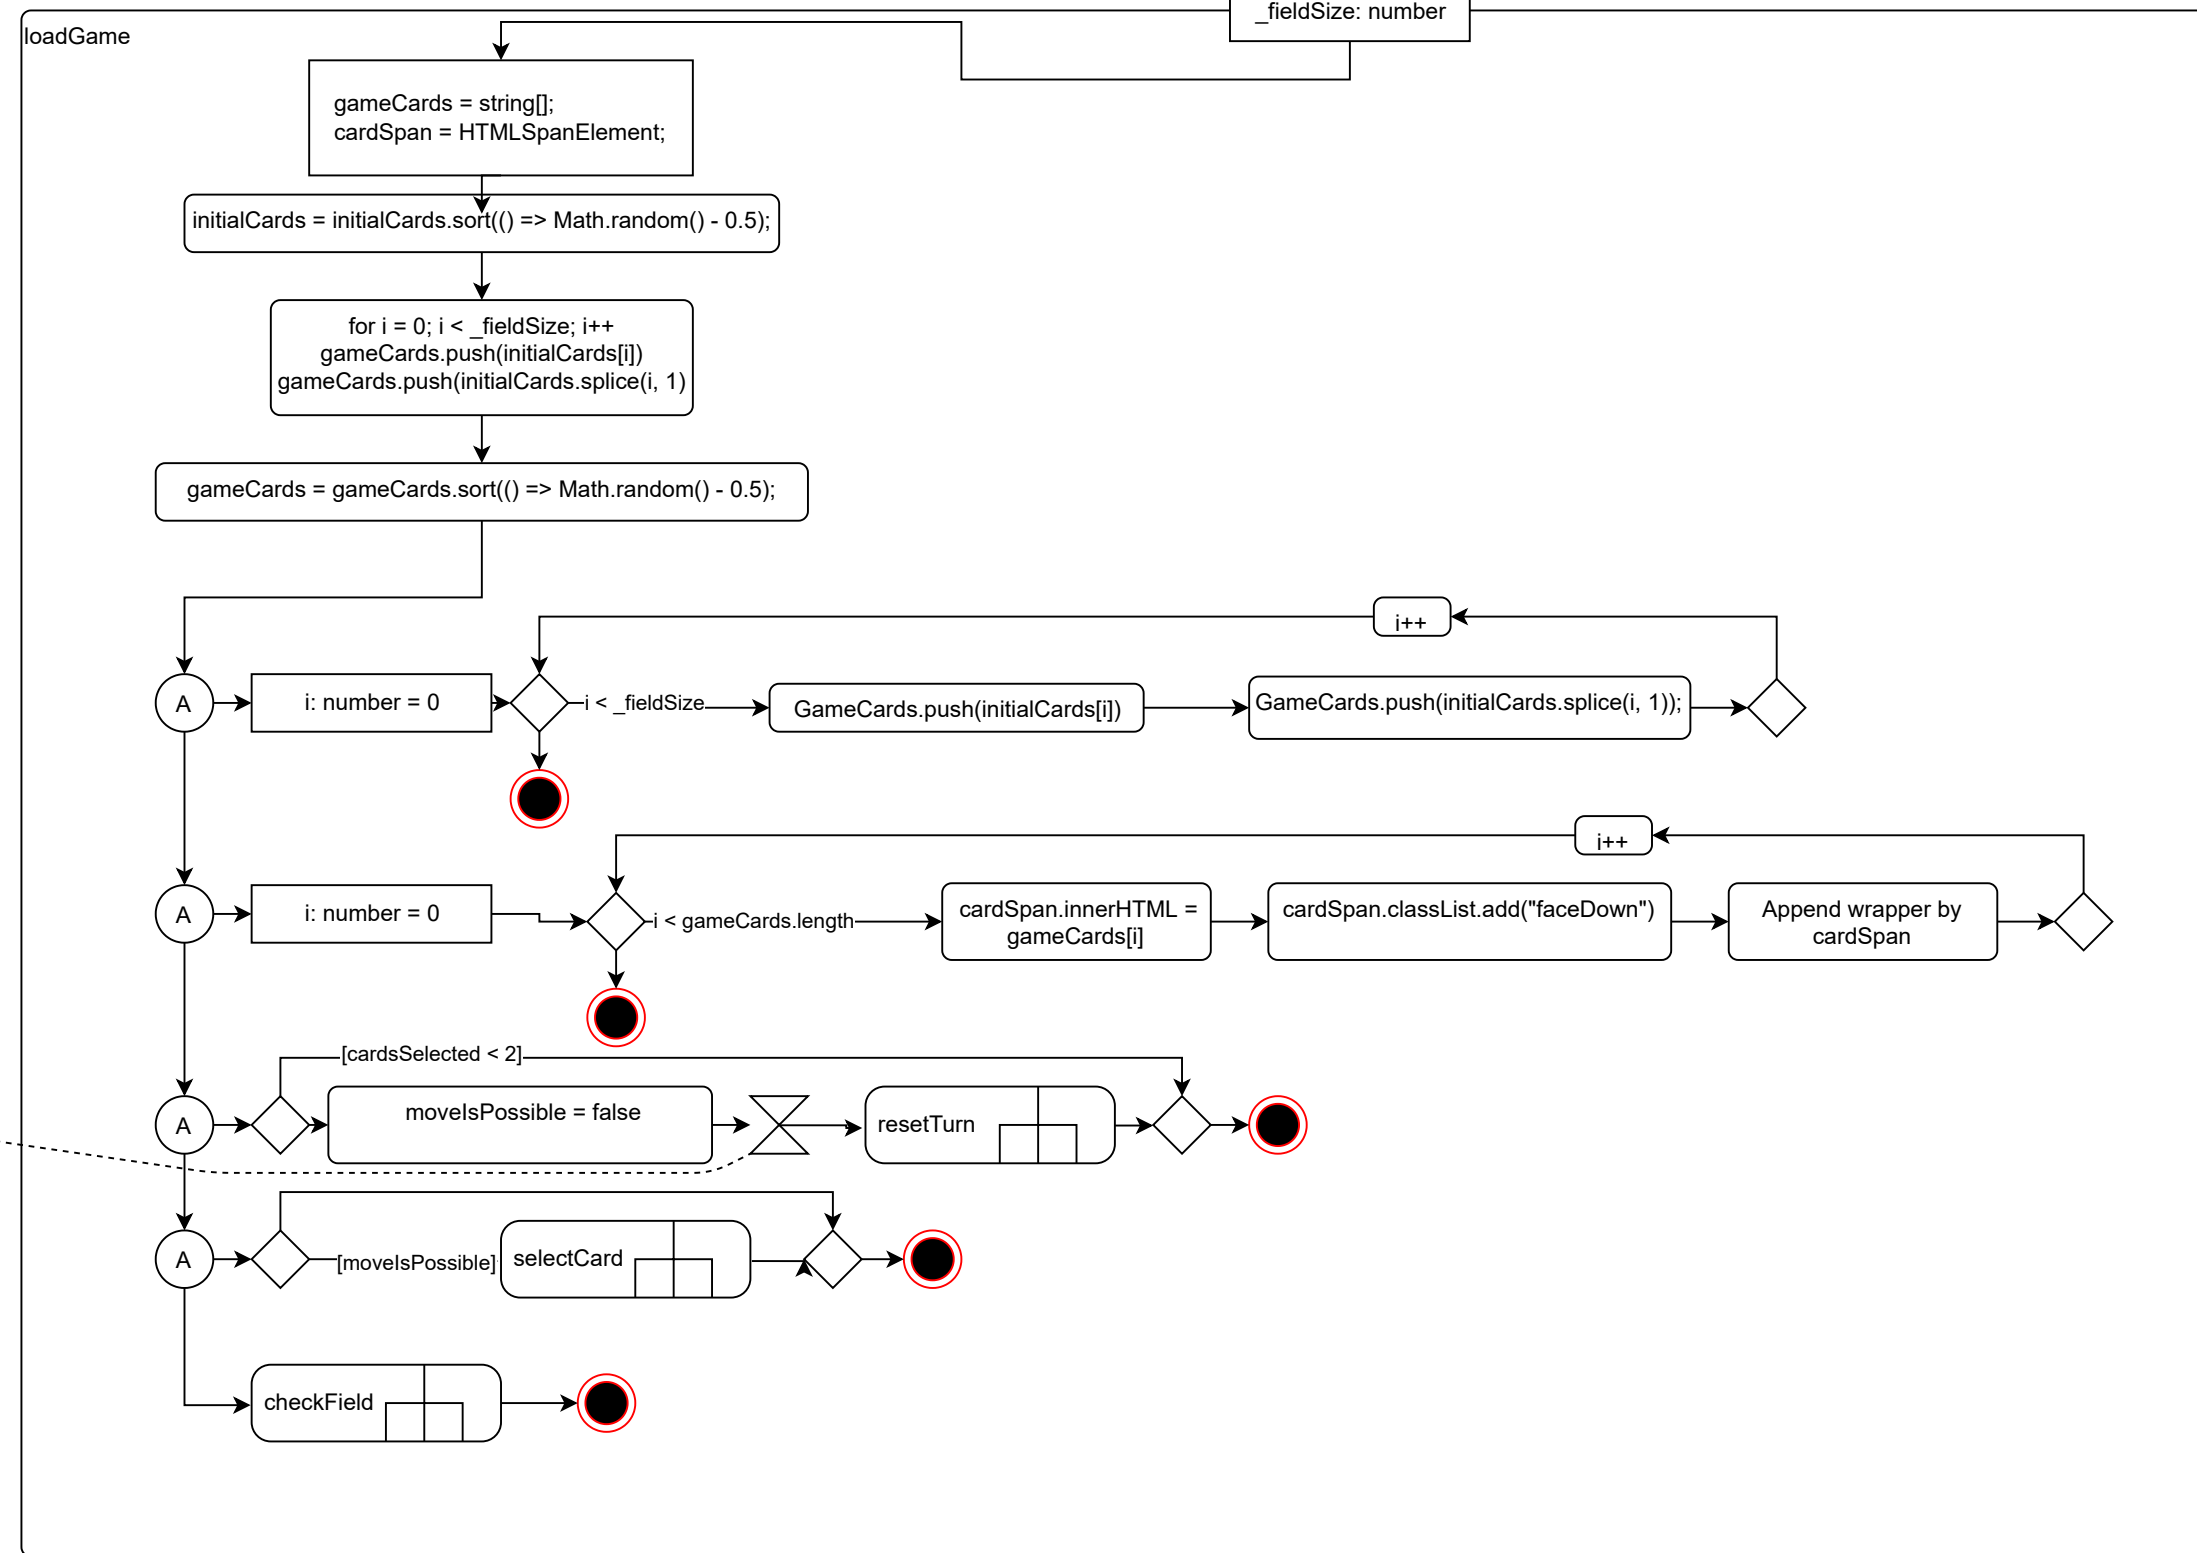 _fieldSize: number
loadGame
gameCards = string[];
cardSpan = HTMLSpanElement;
initialCards = initialCards.sort(() => Math.random() - 0.5);
for i = 0; i < _fieldSize; i++
gameCards.push(initialCards[i])
gameCards.push(initialCards.splice(i, 1)
gameCards = gameCards.sort(() => Math.random() - 0.5);
i++
A
i: number = 0
i < _fieldSize
GameCards.push(initialCards[i])
GameCards.push(initialCards.splice(i, 1));
i++
A
i: number = 0
i < gameCards.length
cardSpan.innerHTML =
gameCards[i]
cardSpan.classList.add("faceDown")
Append wrapper by
cardSpan
[cardsSelected < 2]
A
moveIsPossible = false
resetTurn
A
[moveIsPossible]
selectCard
checkField